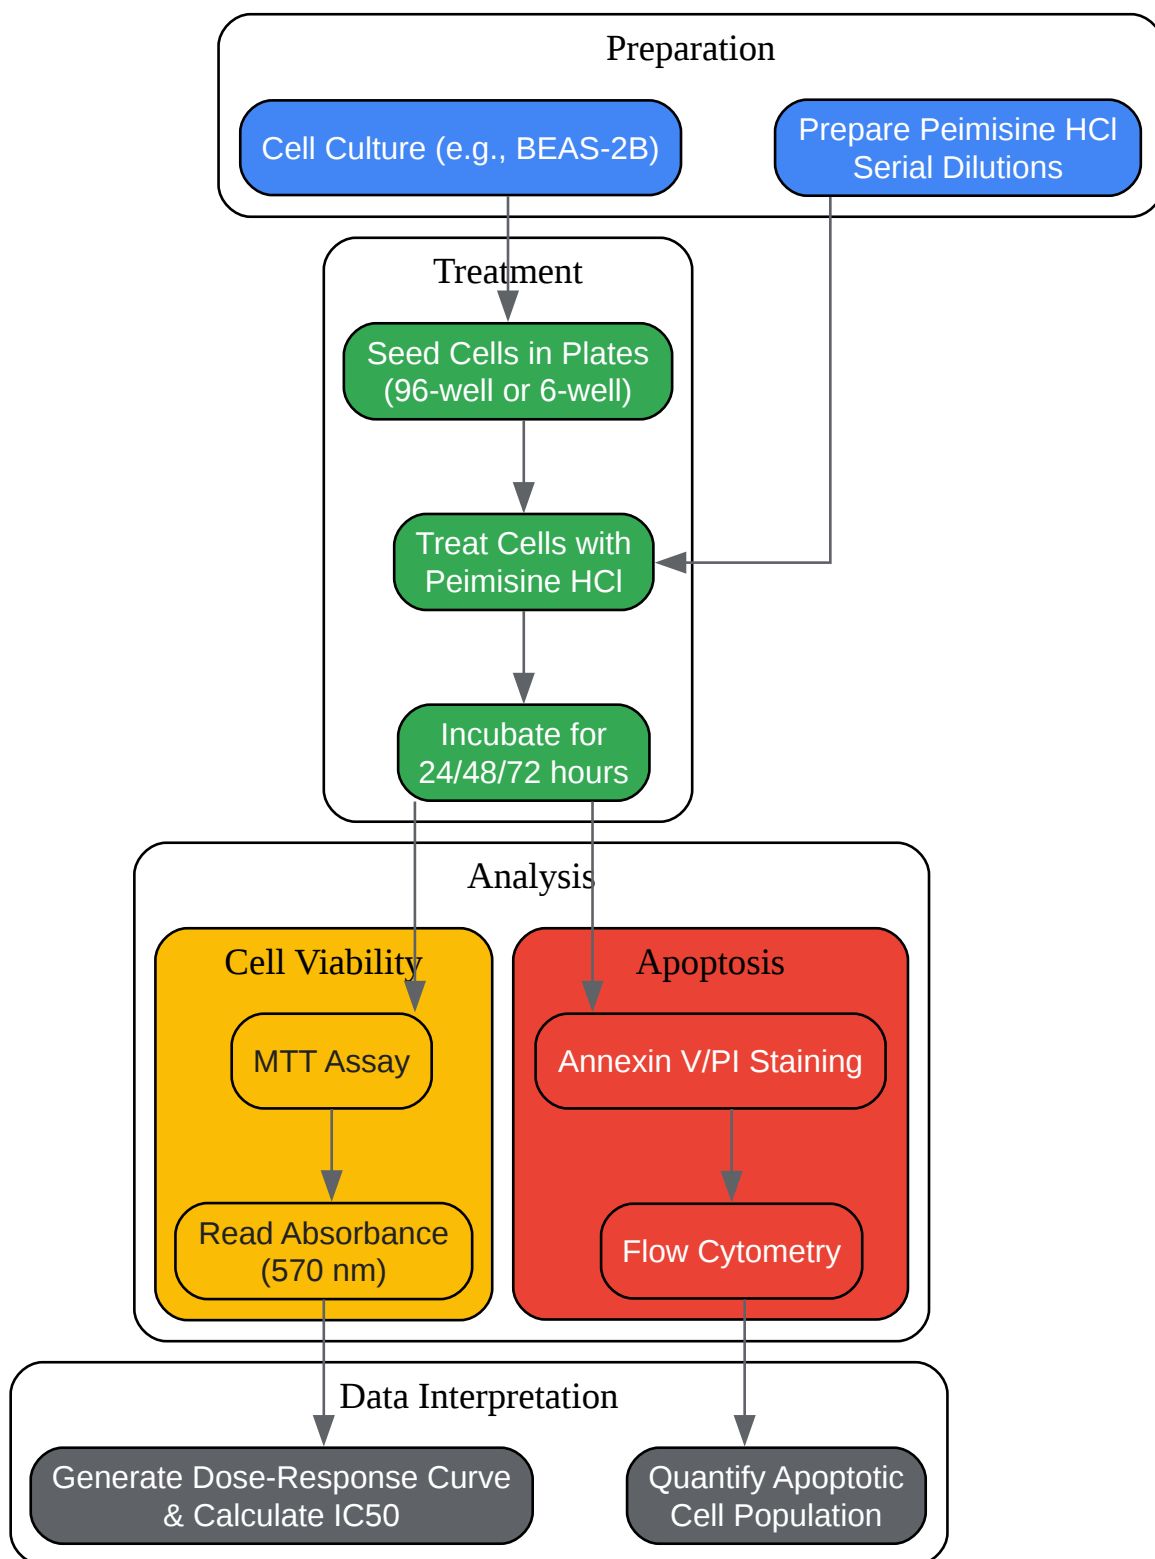 Preparation
Cell Culture (e.g., BEAS-2B)
Prepare Peimisine HCl
Serial Dilutions
Treatment
Seed Cells in Plates
(96-well or 6-well)
Treat Cells with
Peimisine HCl
Incubate for
24/48/72 hours
Analysis
Cell Viability
MTT Assay
Read Absorbance
(570 nm)
Apoptosis
Annexin V/PI Staining
Flow Cytometry
Data Interpretation
Generate Dose-Response Curve
& Calculate IC50
Quantify Apoptotic
Cell Population